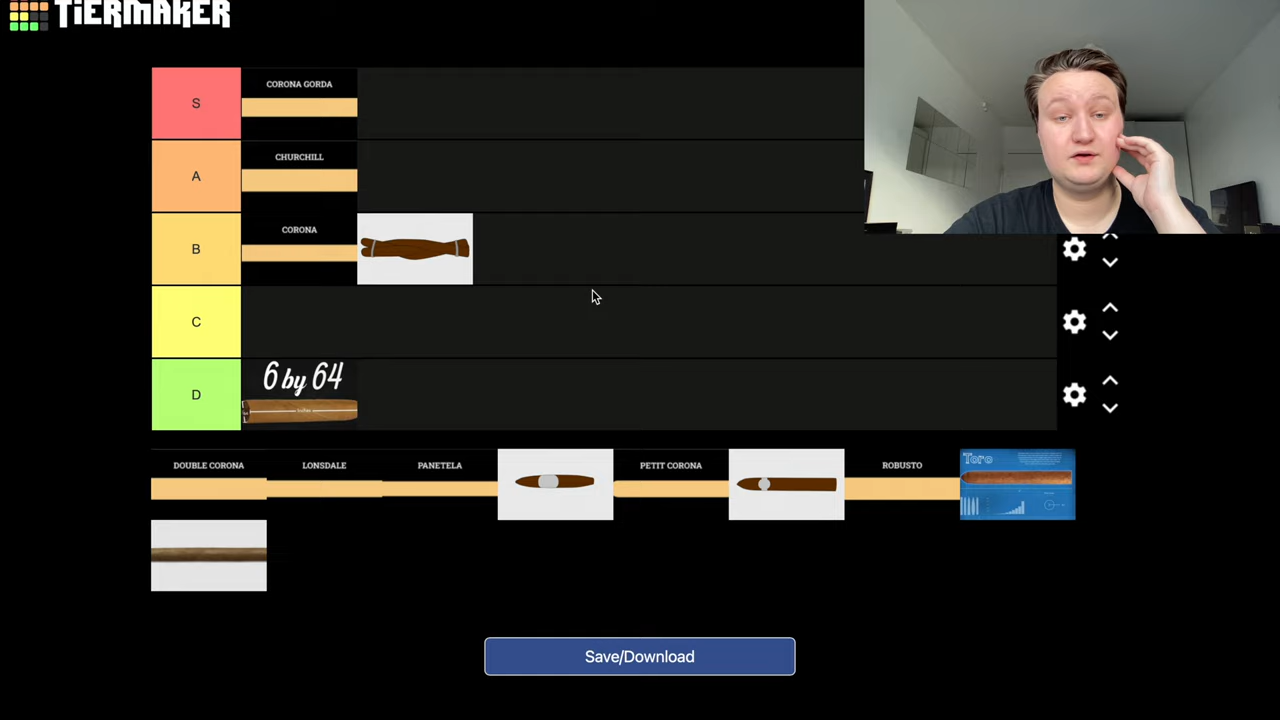 TIERMAKER
S
CORONA GORDA
A
CHURCHILL
B
CORONA
C
D
6 by 64
DOUBLE CORONA
LONSDALE
PANETELA
PETIT CORONA
ROBUSTO
Toro
Save/Download